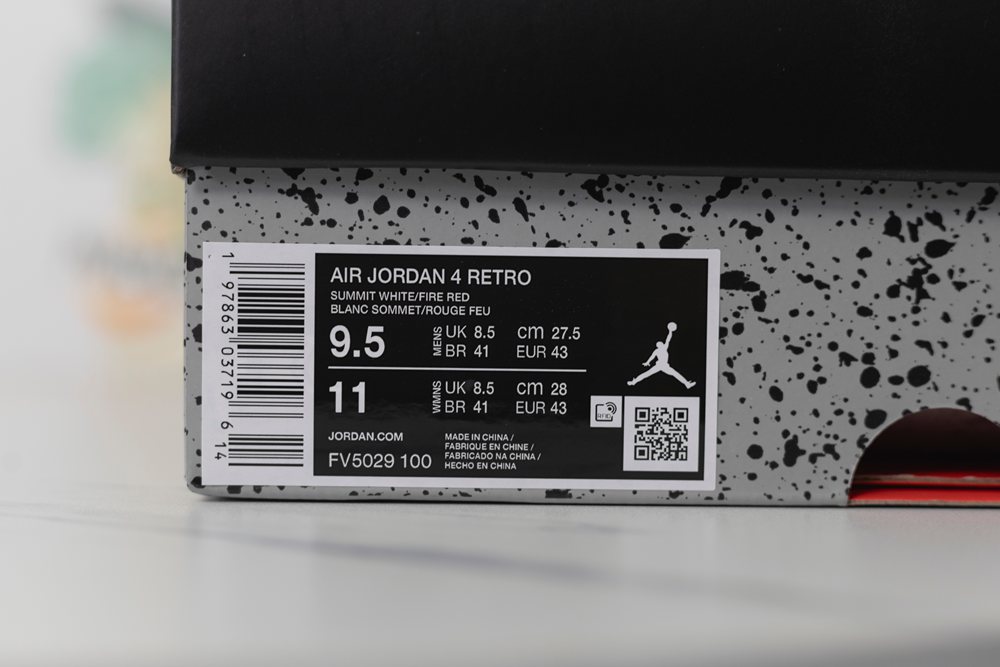 AIR JORDAN 4 RETRO
SUMMIT WHITE/FIRE RED
BLANC SOMMET/ROUGE FEU
9.5 MENS UK 8.5 cm 27.5
BR 41 EUR 43
11 WMNS UK 8.5 cm 28
BR 41 EUR 43
JORDAN.COM
FV5029 100
MADE IN CHINA /
FABRIQUE EN CHINE /
FABRICADO NA CHINA /
HECHO EN CHINA
RFID
1 97863 03719 6 14